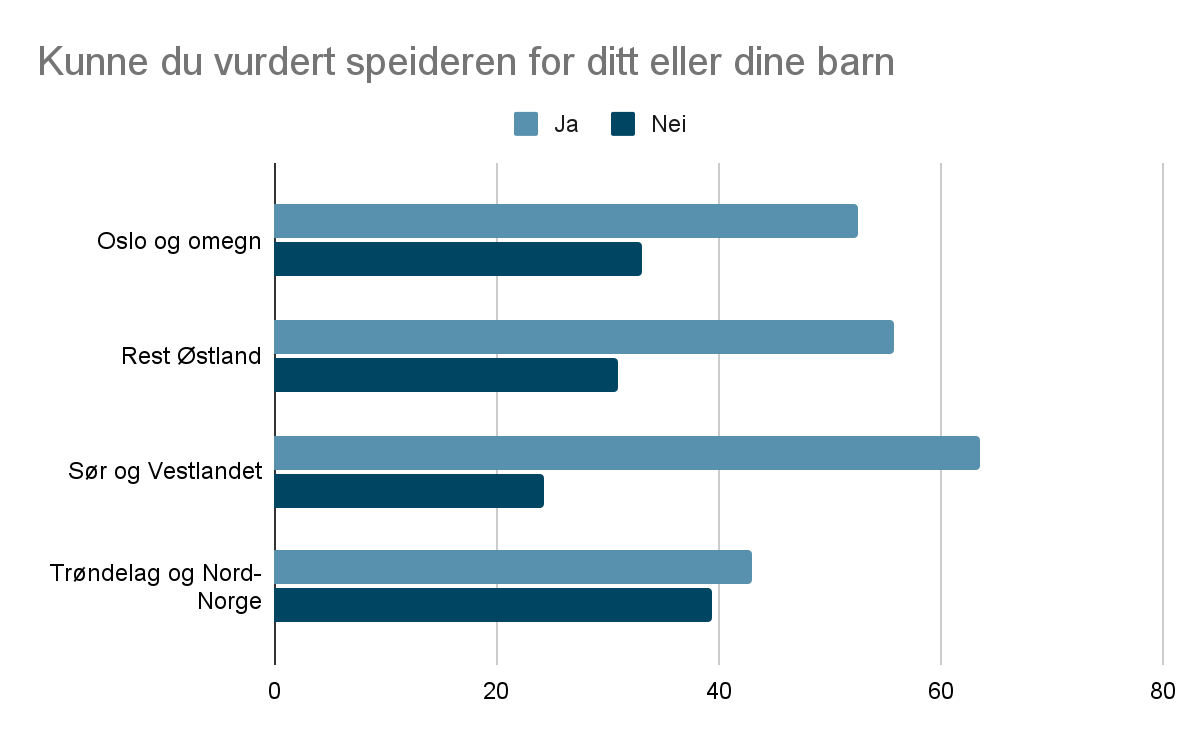 Kunne du vurdert speideren for ditt eller dine barn
Ja Nei
Oslo og omegn
Rest Østland
Sør og Vestlandet
Trøndelag og Nord-
Norge
0 20 40 60 80